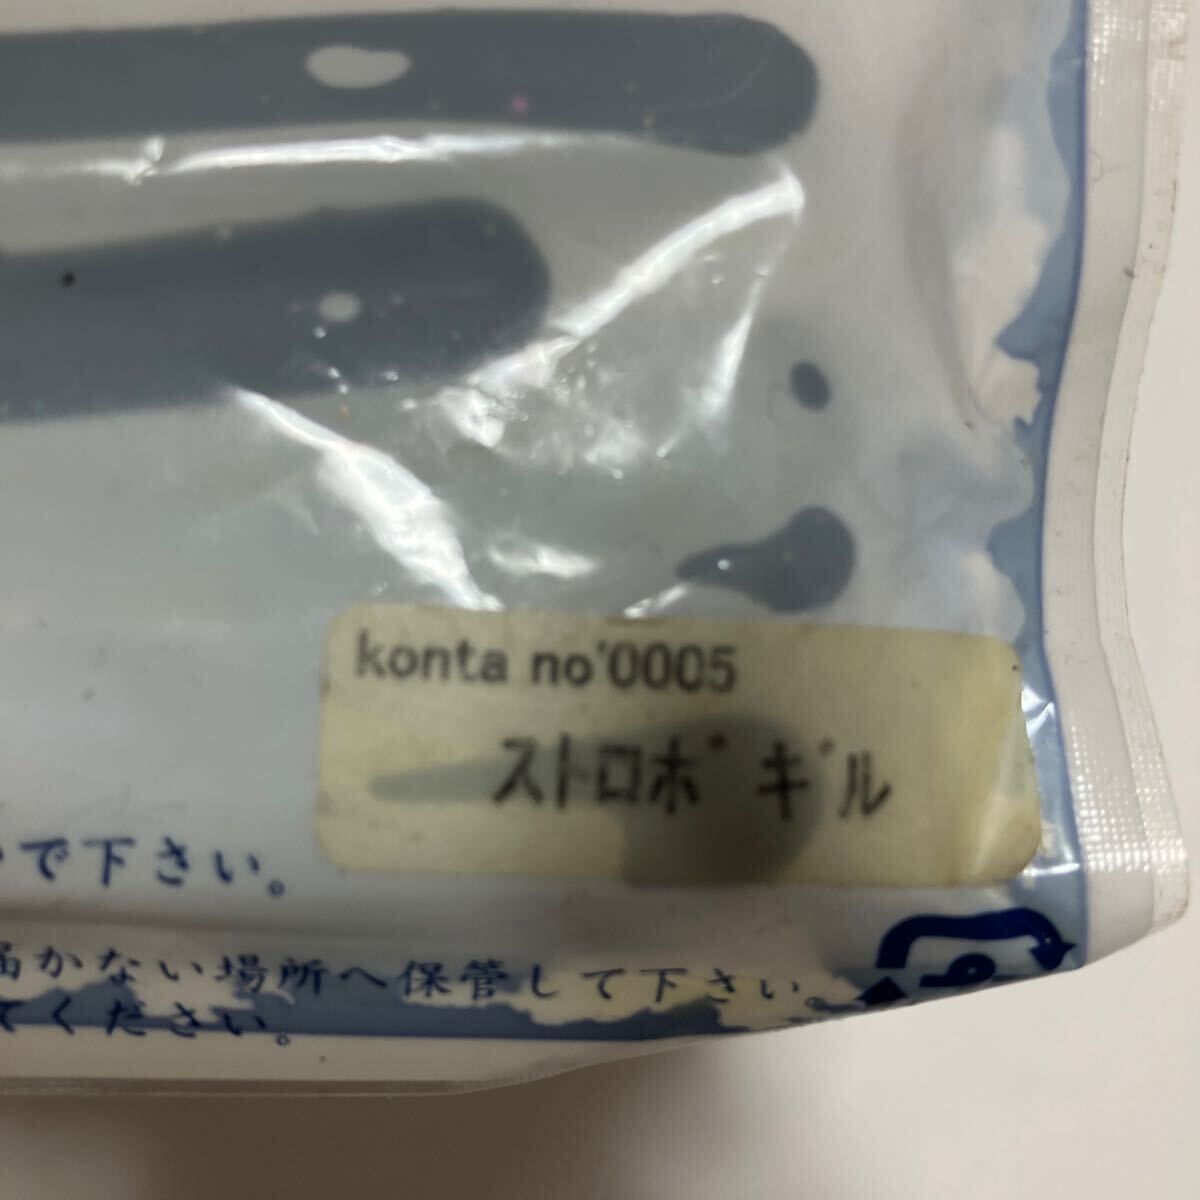 konta no'0005
ストロボ ギル
で下さい。
届かない場所へ保管して下さい。
てください。